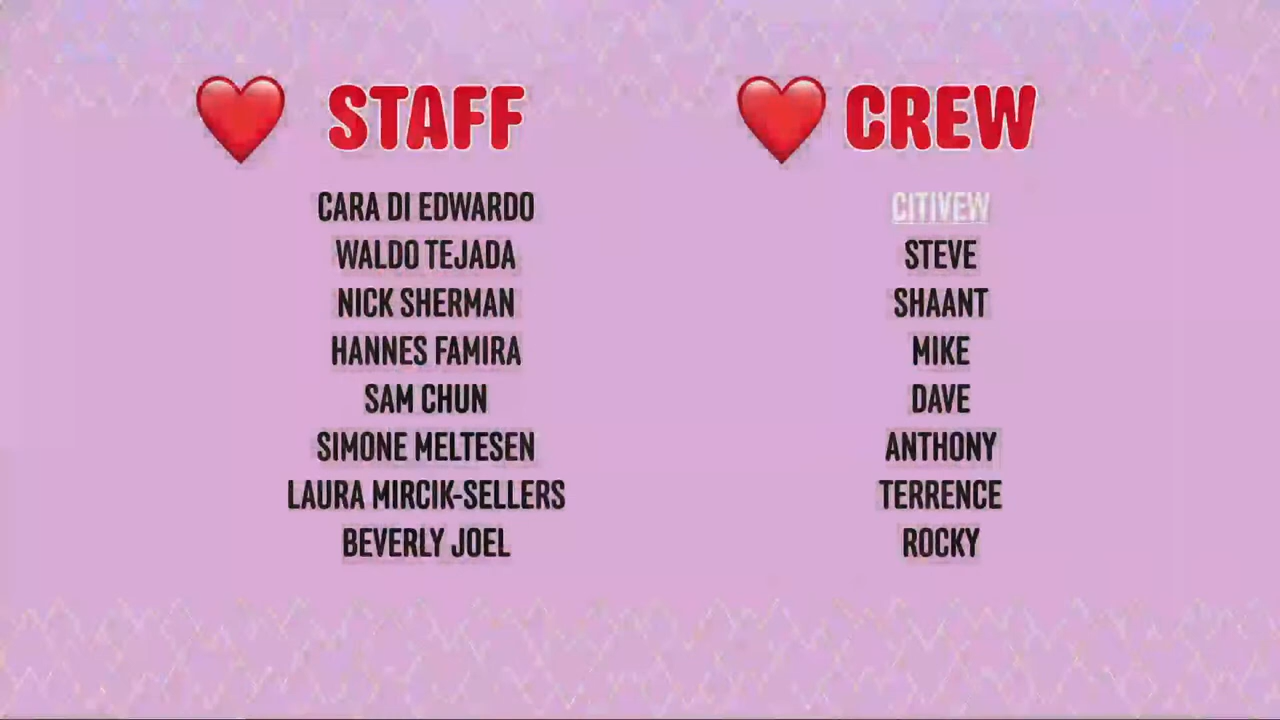 ❤️ STAFF
CARA DI EDWARDO
WALDO TEJADA
NICK SHERMAN
HANNES FAMIRA
SAM CHUN
SIMONE MELTESEN
LAURA MIRCIK-SELLERS
BEVERLY JOEL
❤️ CREW
CITIVEW
STEVE
SHAANT
MIKE
DAVE
ANTHONY
TERRENCE
ROCKY